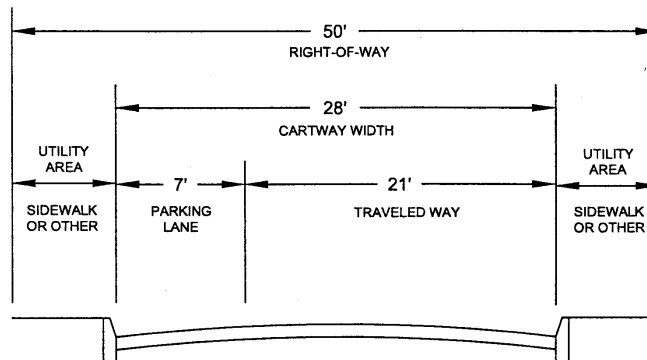 50'
RIGHT-OF-WAY
28'
CARTWAY WIDTH
UTILITY
AREA
SIDEWALK
OR OTHER
7'
PARKING
LANE
21'
TRAVELED WAY
UTILITY
AREA
SIDEWALK
OR OTHER